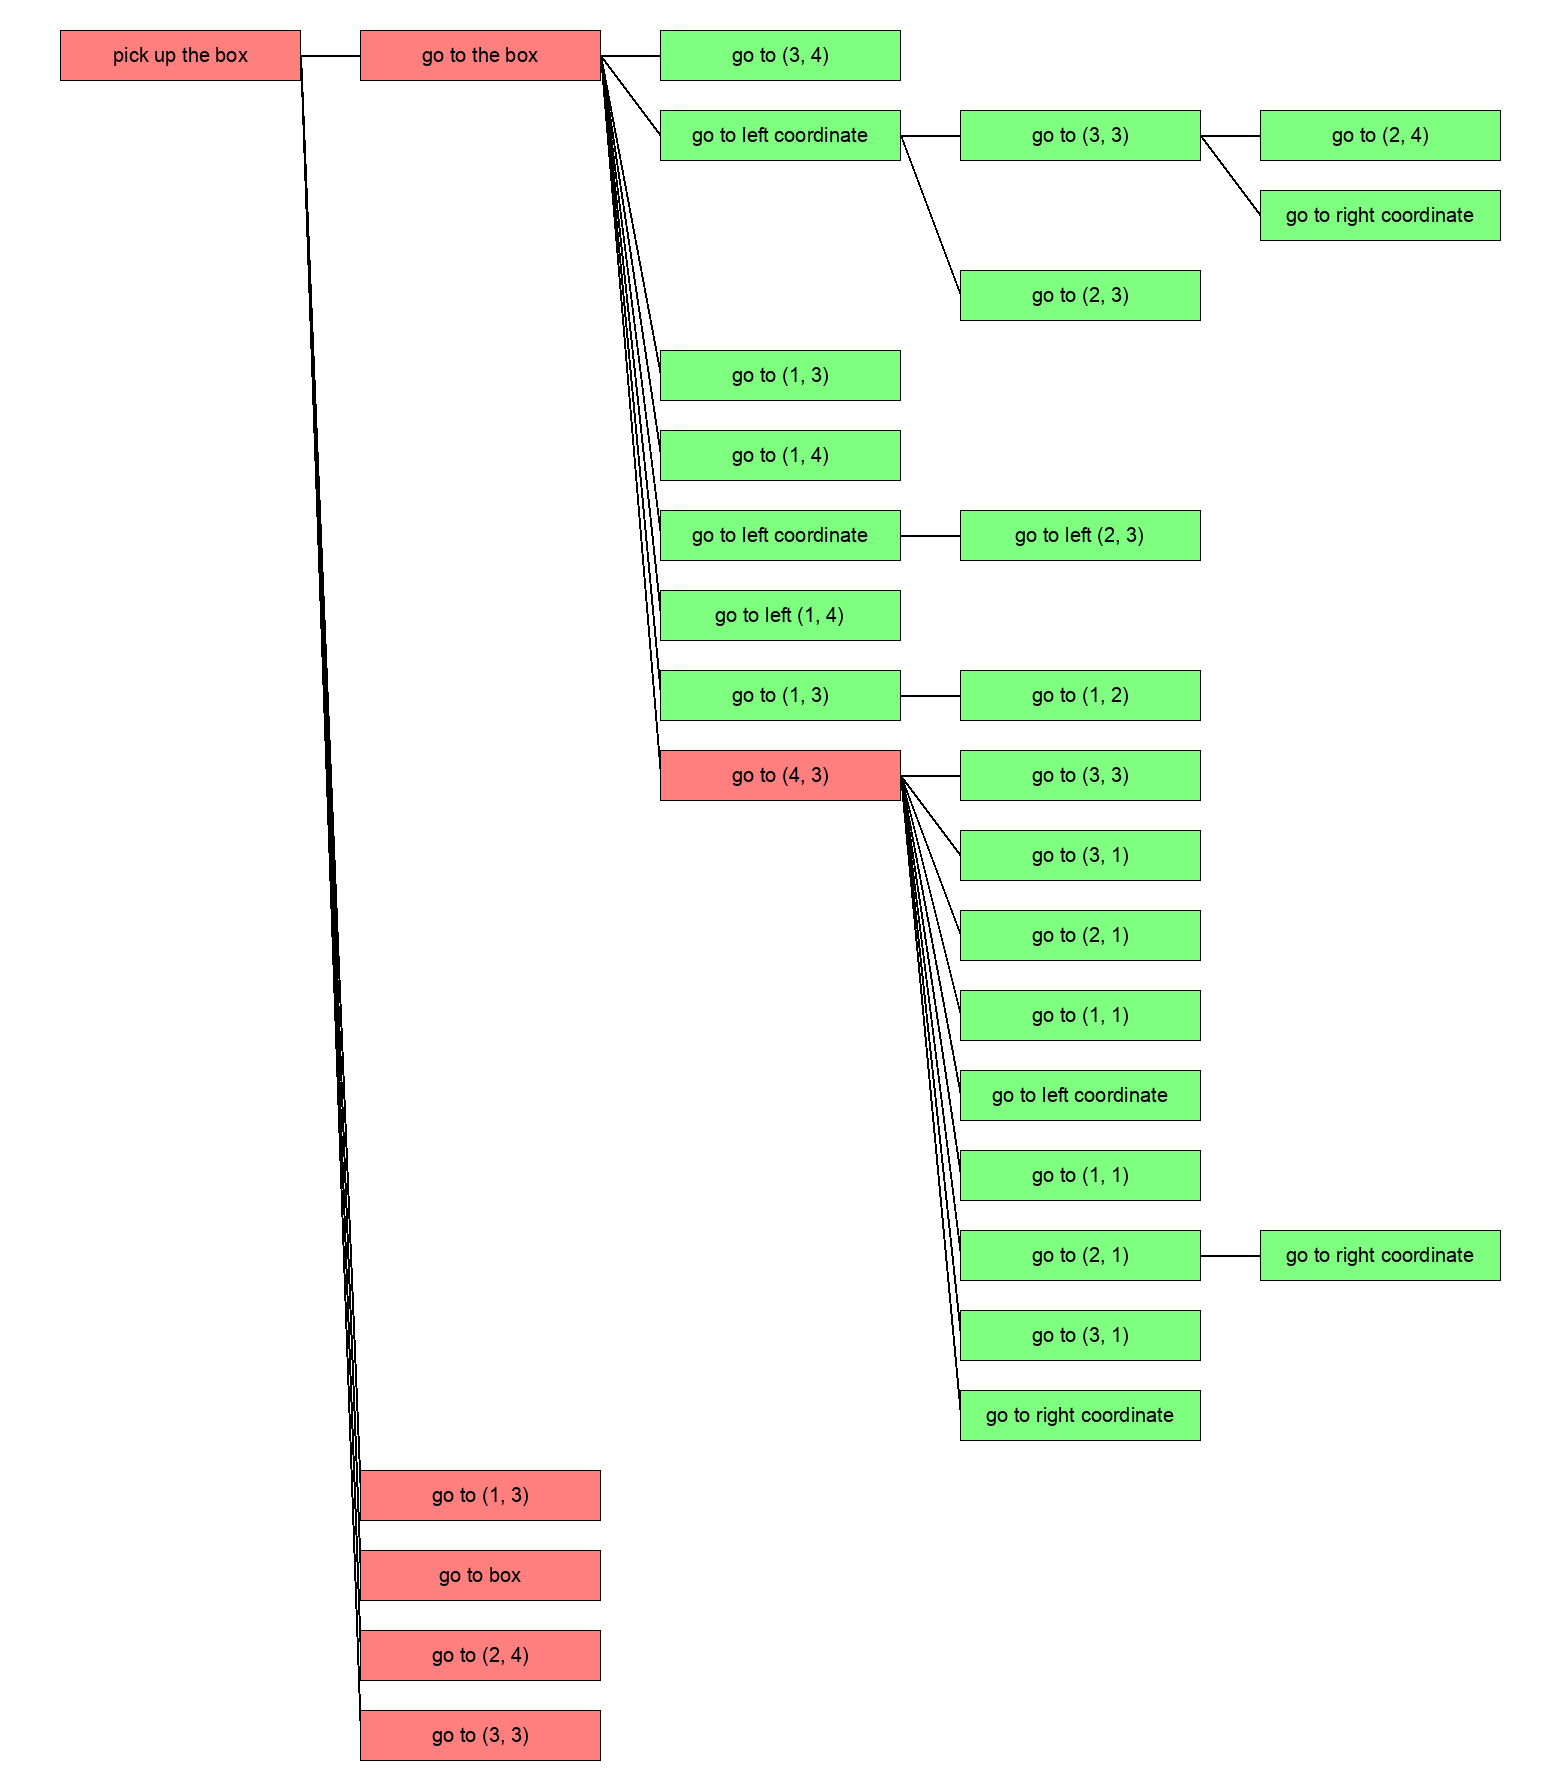 pick up the box
go to the box
go to (3, 4)
go to left coordinate
go to (3, 3)
go to (2, 4)
go to right coordinate
go to (2, 3)
go to (1, 3)
go to (1, 4)
go to left coordinate
go to left (2, 3)
go to left (1, 4)
go to (1, 3)
go to (1, 2)
go to (4, 3)
go to (3, 3)
go to (3, 1)
go to (2, 1)
go to (1, 1)
go to left coordinate
go to (1, 1)
go to (2, 1)
go to right coordinate
go to (3, 1)
go to right coordinate
go to (1, 3)
go to box
go to (2, 4)
go to (3, 3)